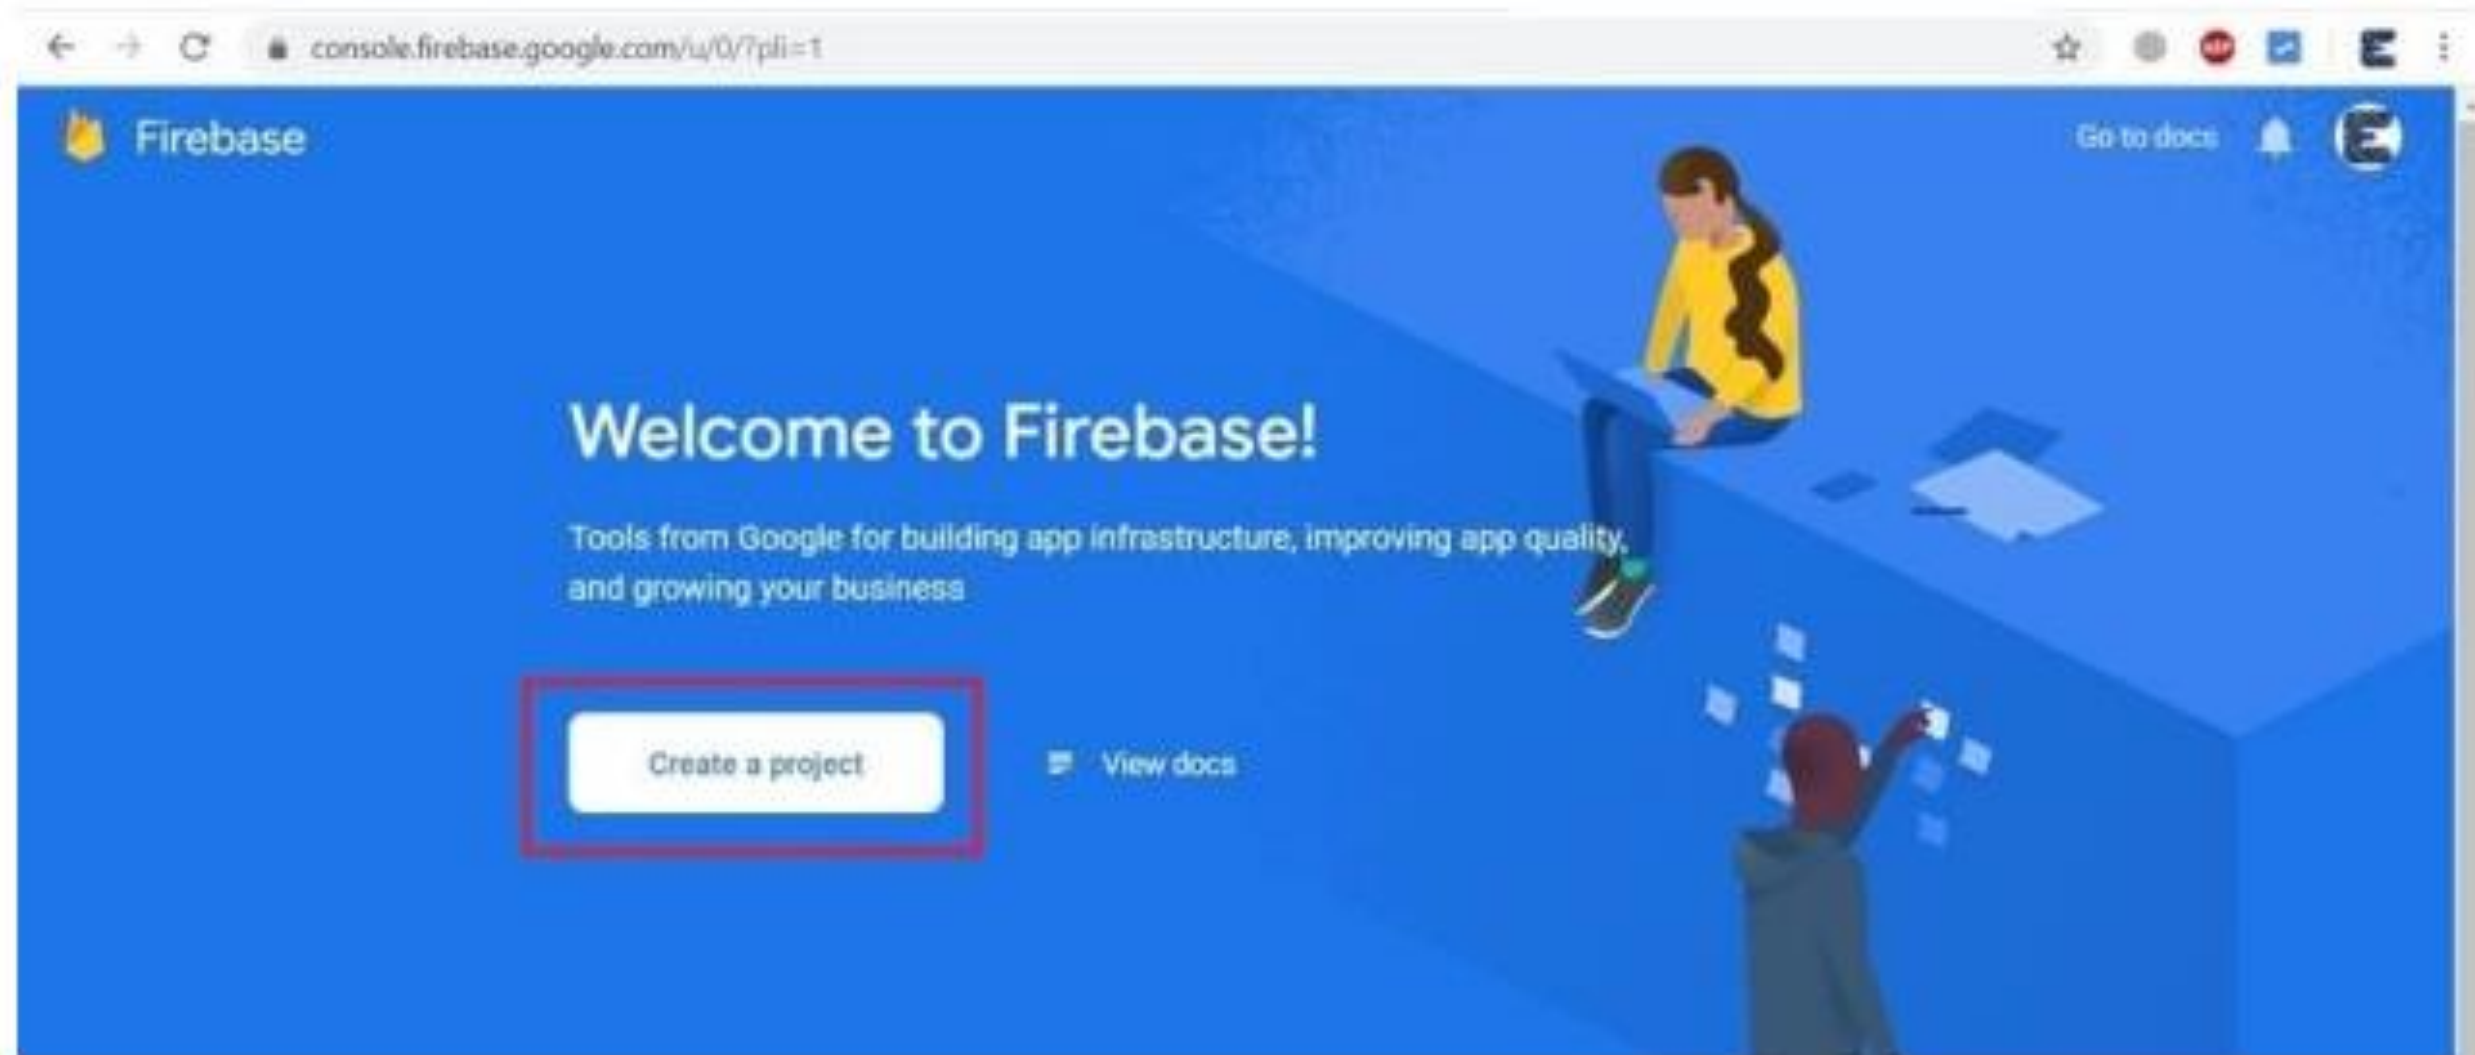 console.firebase.google.com/u/0/?pli=1
Firebase
Go to docs
E
Welcome to Firebase!
Tools from Google for building app infrastructure, improving app quality,
and growing your business
Create a project
View docs